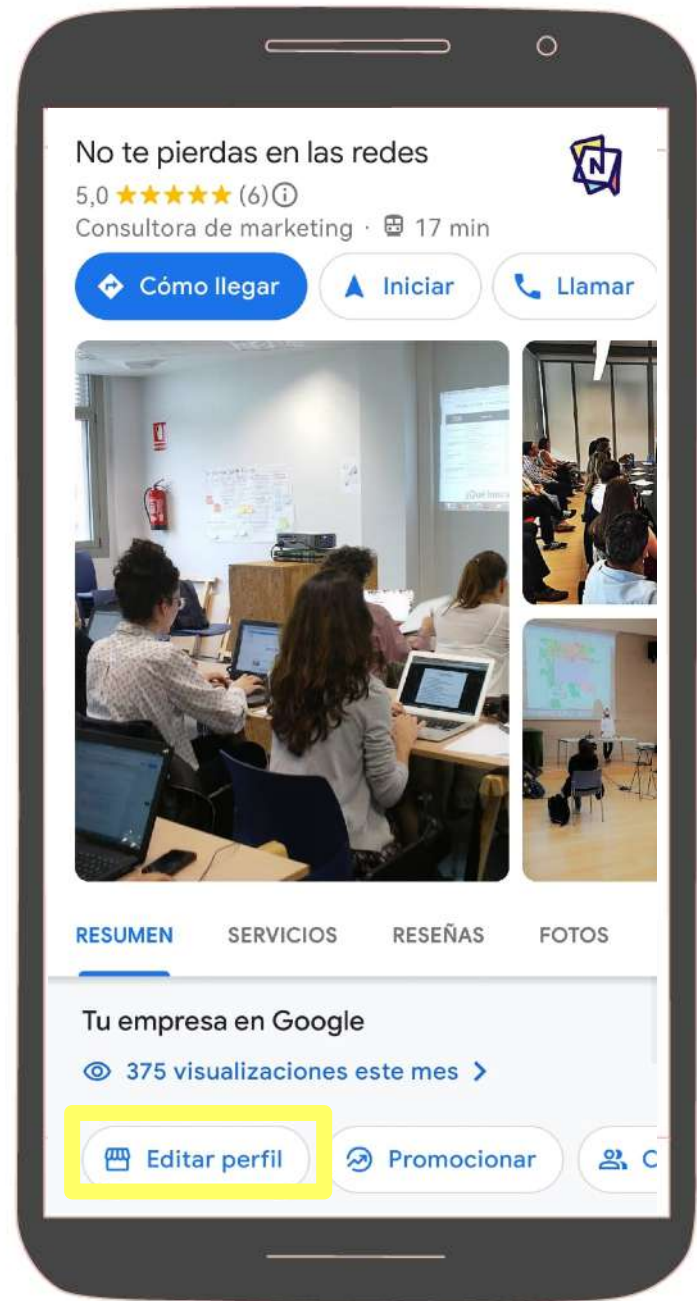 No te pierdas en las redes
N
5,0 ★★★★★ (6)
Consultora de marketing · 17 min
Cómo llegar
Iniciar
Llamar
RESUMEN SERVICIOS RESEÑAS FOTOS
Tu empresa en Google
375 visualizaciones este mes >
Editar perfil
Promocionar